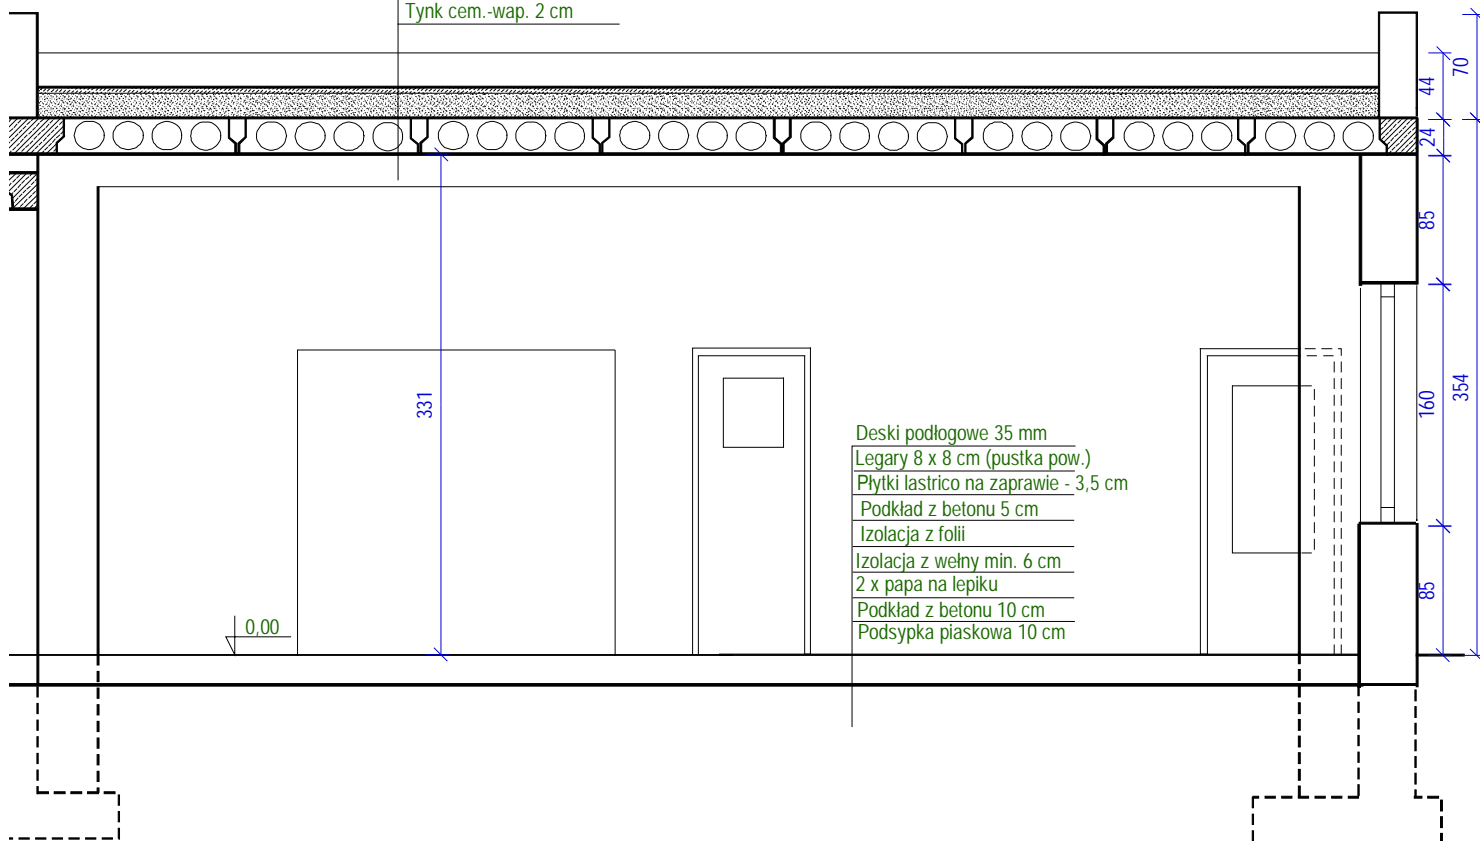 Tynk cem.-wap. 2 cm
70
44
24
85
331
160
354
Deski podłogowe 35 mm
Legary 8 x 8 cm (pustka pow.)
Płytki lastrico na zaprawie - 3,5 cm
Podkład z betonu 5 cm
Izolacja z folii
Izolacja z wełny min. 6 cm
2 x papa na lepiku
Podkład z betonu 10 cm
Podsypka piaskowa 10 cm
85
0,00